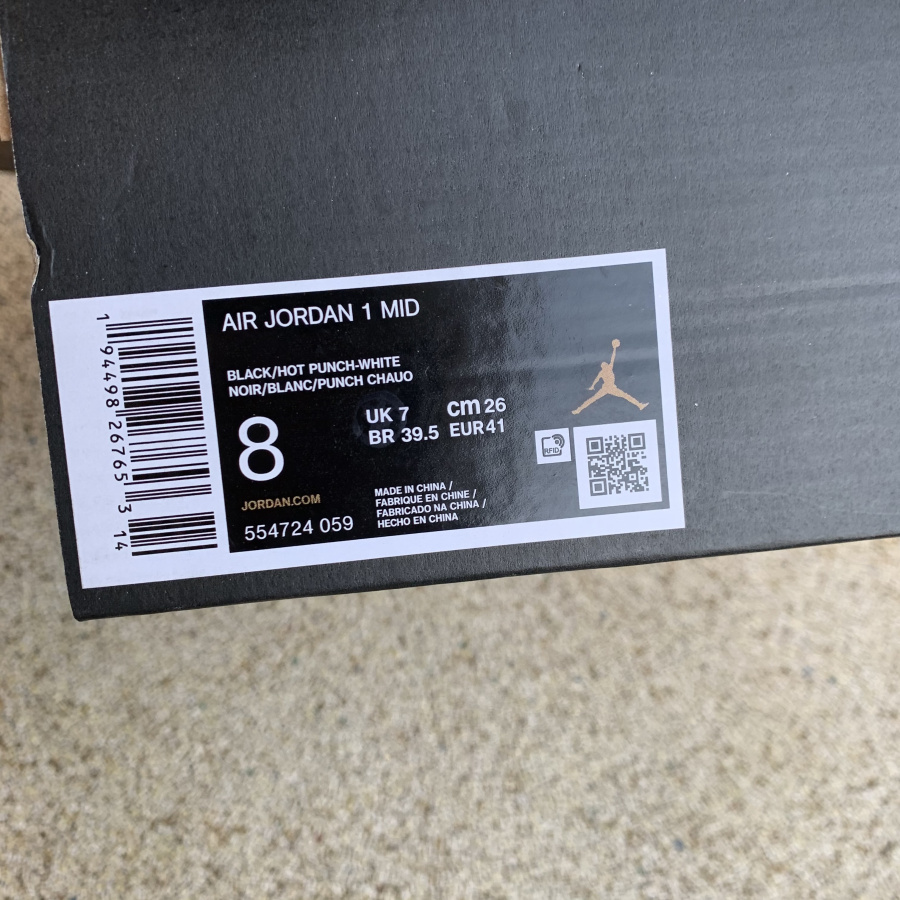 AIR JORDAN 1 MID
BLACK/HOT PUNCH-WHITE
NOIR/BLANC/PUNCH CHAUO
8
UK 7 cm 26
BR 39.5 EUR 41
JORDAN.COM
554724 059
MADE IN CHINA /
FABRIQUE EN CHINE /
FABRICADO NA CHINA /
HECHO EN CHINA
RFID
1 94498 26765 3 14